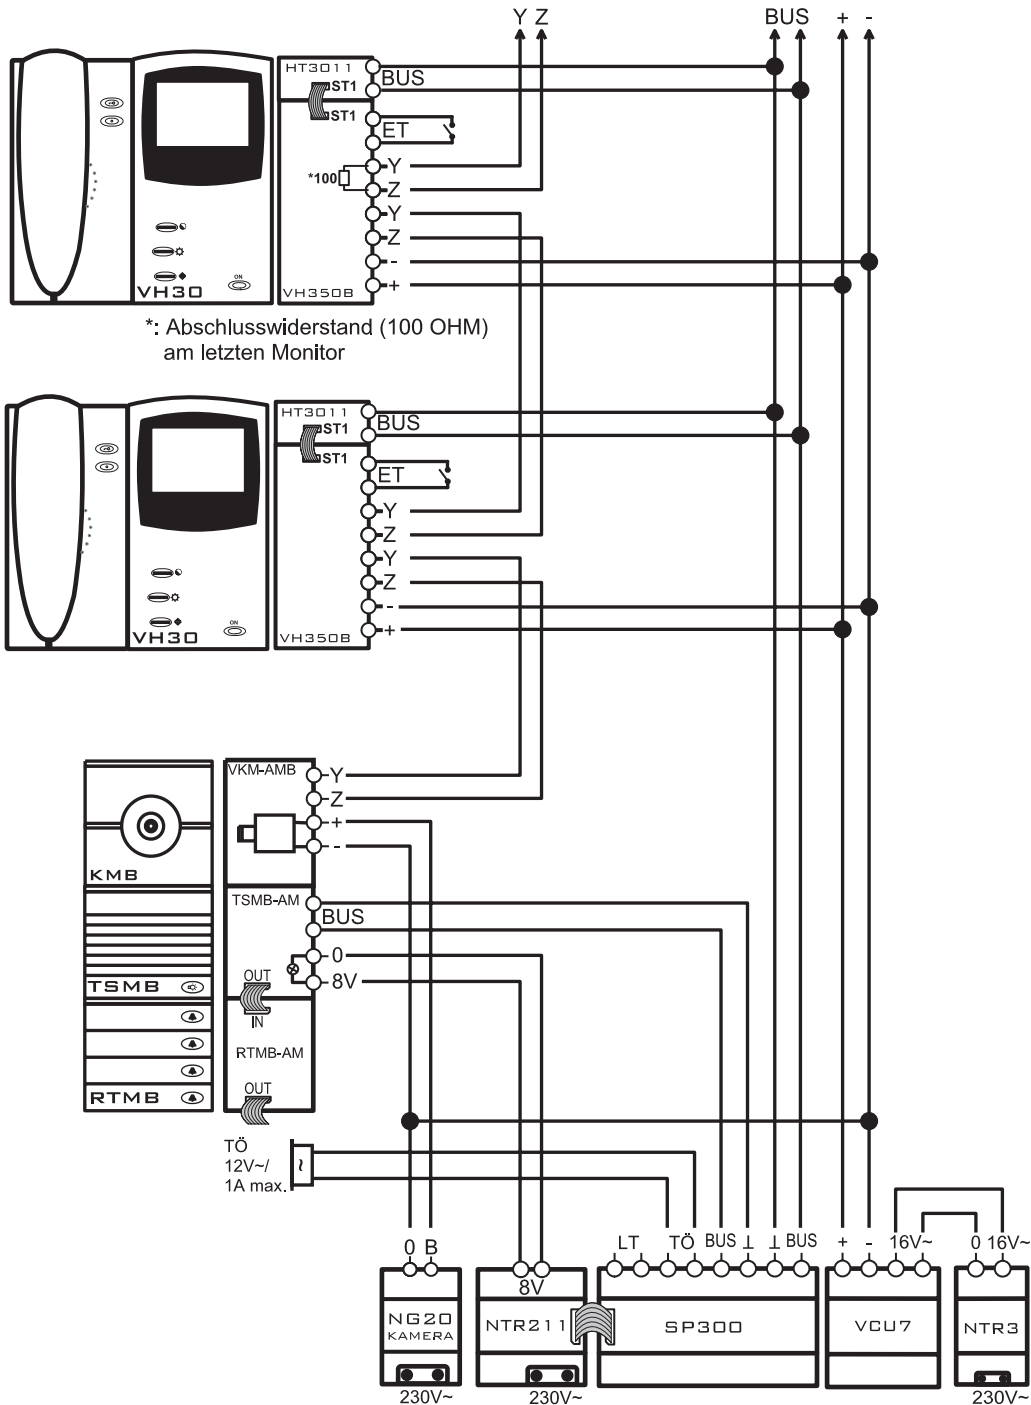 Y Z BUS + -
HT3011
BUS
ST1
ST1
ET
Y
*100
Z
Y
Z
-
+
ON
VH30
VH350B
*: Abschlusswiderstand (100 OHM)
am letzten Monitor
HT3011
BUS
ST1
ST1
ET
Y
Z
Y
Z
-
+
ON
VH30
VH350B
VKM-AMB
Y
Z
+
-
KMB
TSMB-AM
BUS
0
8V
OUT
IN
TSMB
RTMB-AM
OUT
RTMB
TÖ
12V~/
1A max.
~
0 B
LT TÖ BUS ⊥ ⊥ BUS + - 16V~ 0 16V~
8V
NG20
KAMERA
NTR211
SP300
VCU7
NTR3
230V~
230V~
230V~